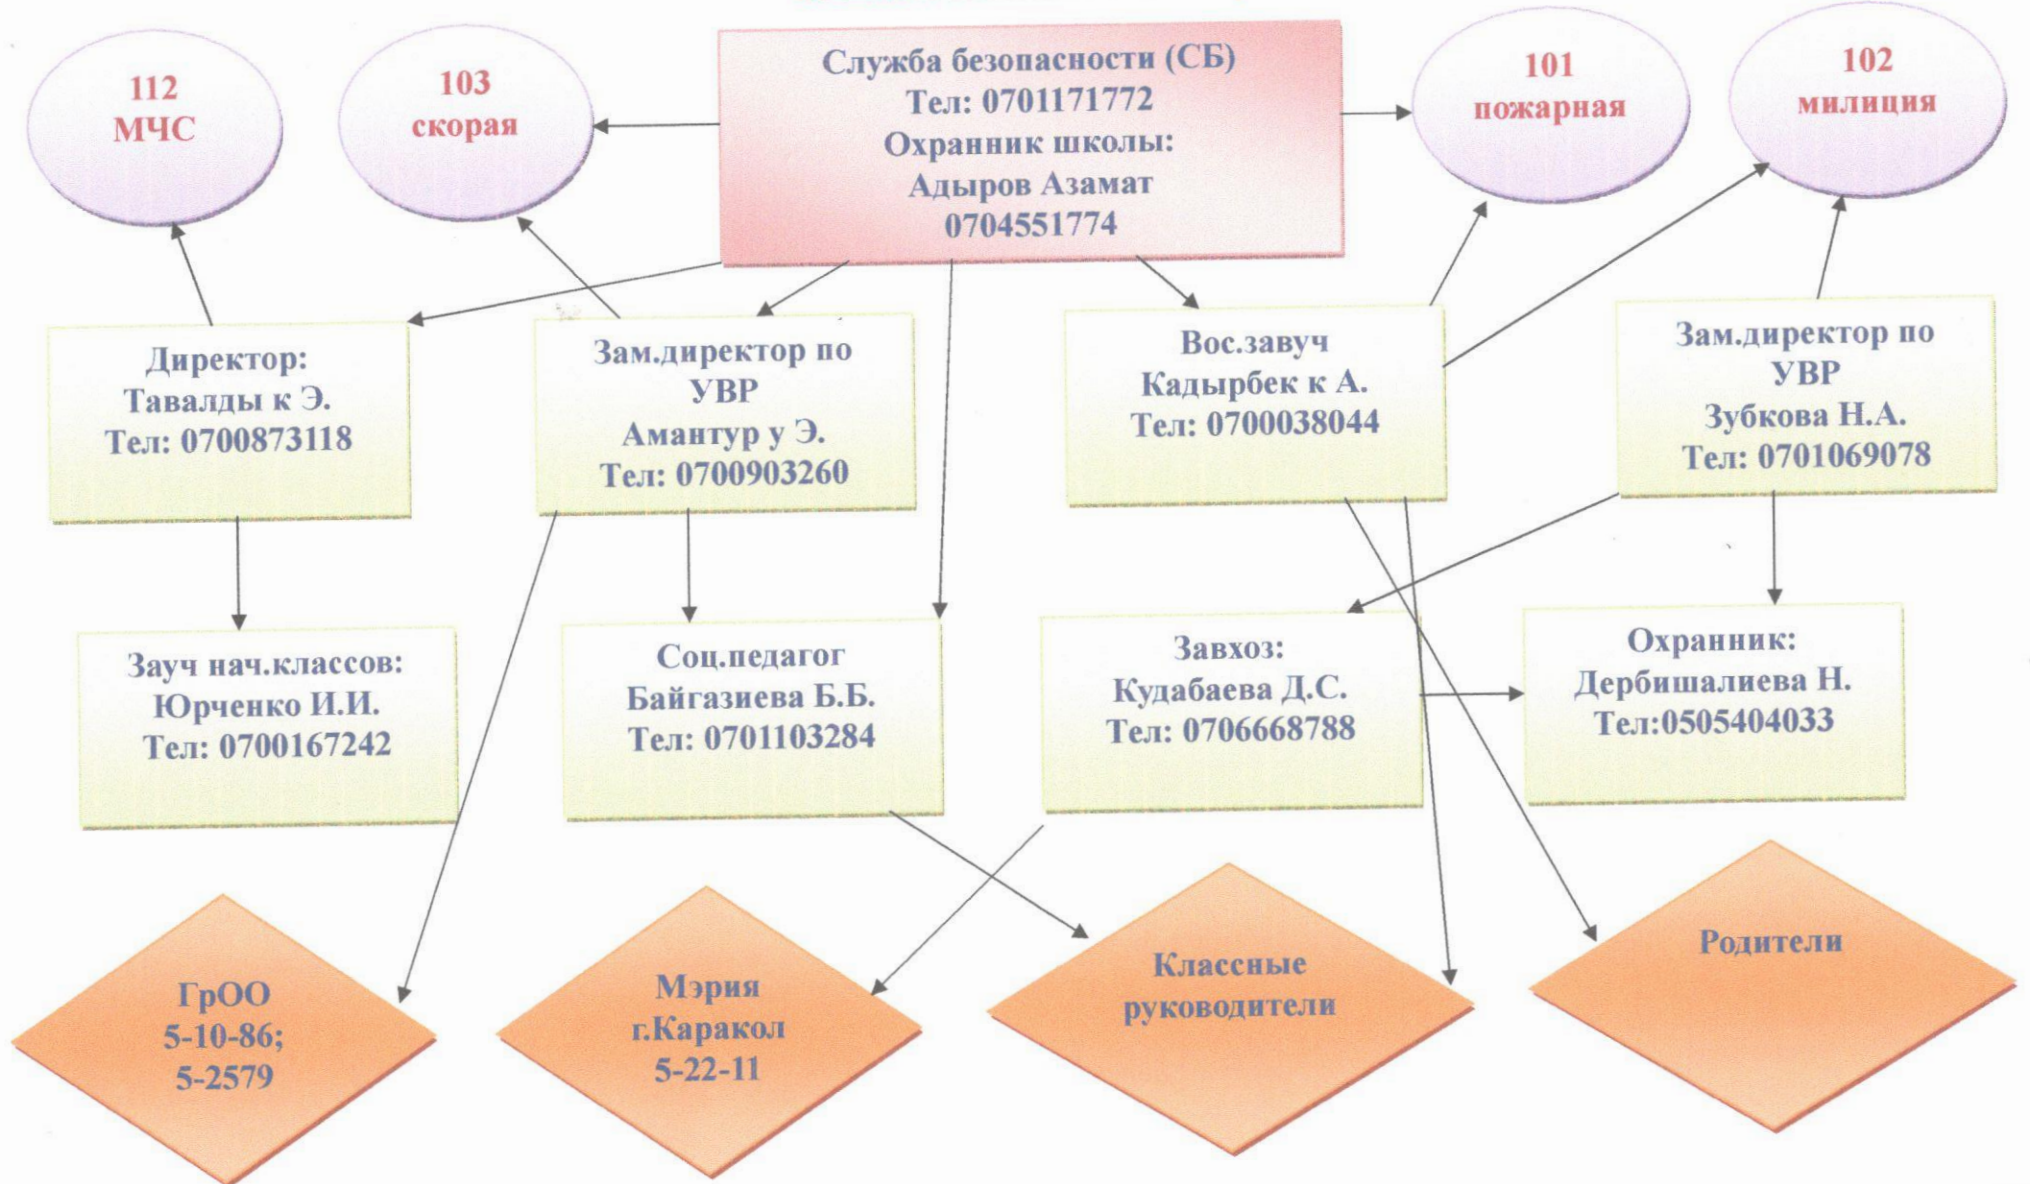 112
МЧС
103
скорая
Служба безопасности (СБ)
Тел: 0701171772
Охранник школы:
Адыров Азамат
0704551774
101
пожарная
102
милиция
Директор:
Тавалды к Э.
Тел: 0700873118
Зам.директор по
УВР
Амантур у Э.
Тел: 0700903260
Вос.завуч
Кадырбек к А.
Тел: 0700038044
Зам.директор по
УВР
Зубкова Н.А.
Тел: 0701069078
Зауч нач.классов:
Юрченко И.И.
Тел: 0700167242
Соц.педагог
Байгазиева Б.Б.
Тел: 0701103284
Завхоз:
Кудабаева Д.С.
Тел: 0706668788
Охранник:
Дербишалиева Н.
Тел:0505404033
ГрОО
5-10-86;
5-2579
Мэрия
г.Каракол
5-22-11
Классные
руководители
Родители